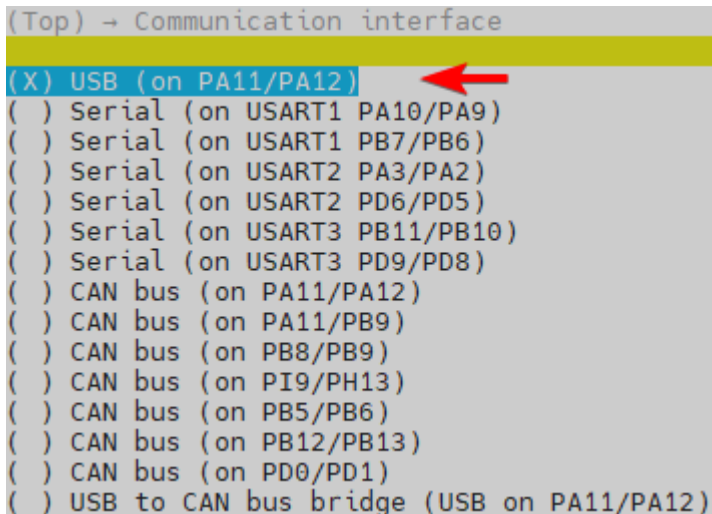 (Top) → Communication interface
(X) USB (on PA11/PA12)
( ) Serial (on USART1 PA10/PA9)
( ) Serial (on USART1 PB7/PB6)
( ) Serial (on USART2 PA3/PA2)
( ) Serial (on USART2 PD6/PD5)
( ) Serial (on USART3 PB11/PB10)
( ) Serial (on USART3 PD9/PD8)
( ) CAN bus (on PA11/PA12)
( ) CAN bus (on PA11/PB9)
( ) CAN bus (on PB8/PB9)
( ) CAN bus (on PI9/PH13)
( ) CAN bus (on PB5/PB6)
( ) CAN bus (on PB12/PB13)
( ) CAN bus (on PD0/PD1)
( ) USB to CAN bus bridge (USB on PA11/PA12)